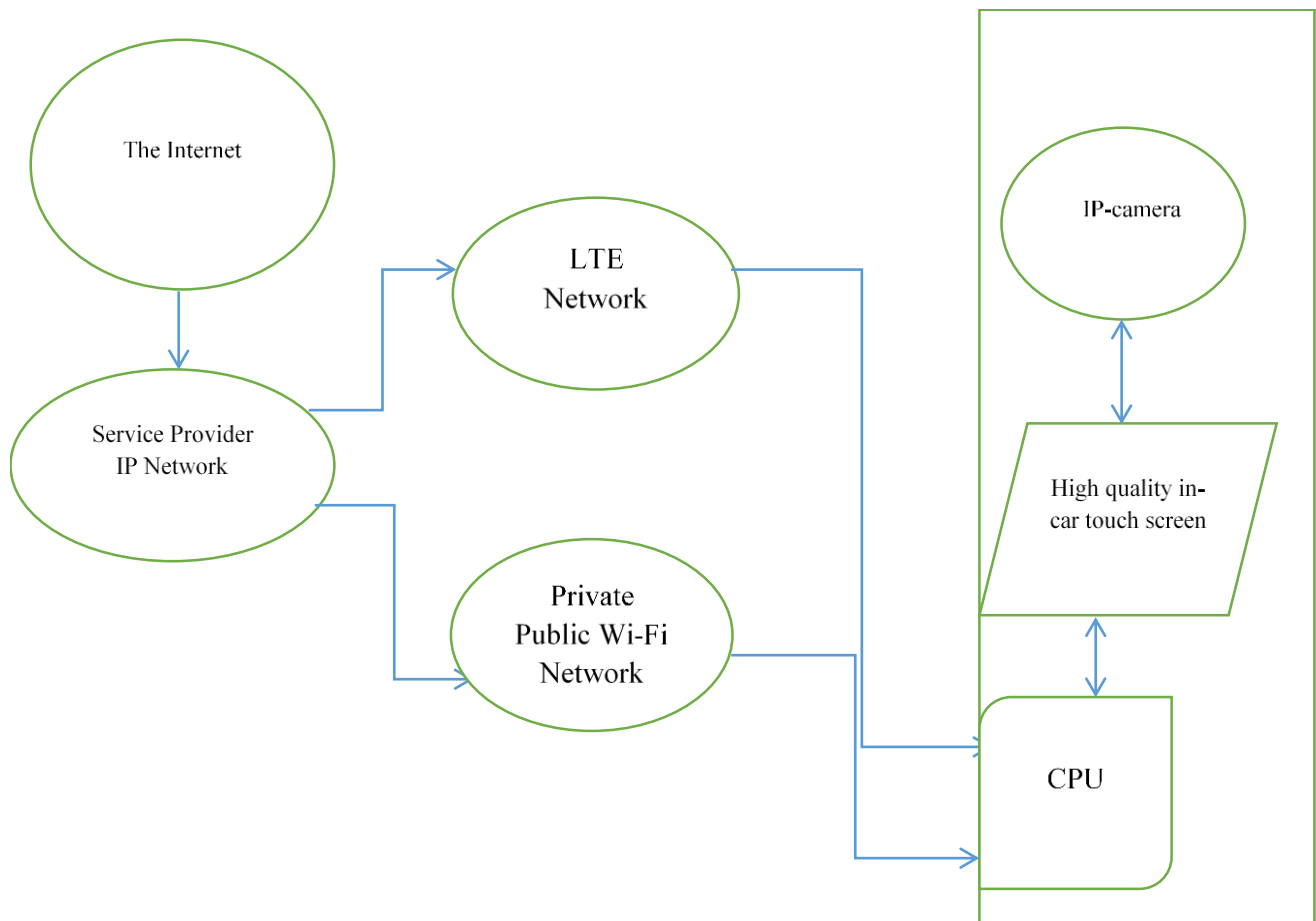 The Internet
Service Provider
IP Network
LTE
Network
Private
Public Wi-Fi
Network
IP-camera
High quality in-
car touch screen
CPU